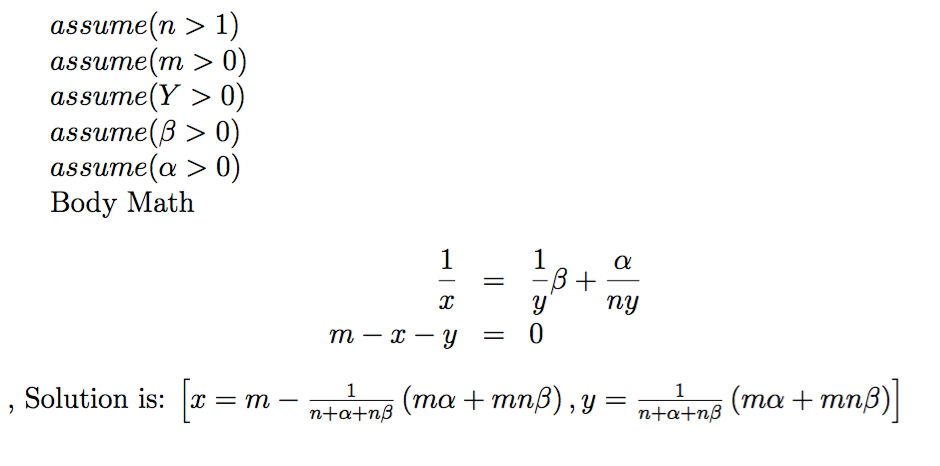 assume(n > 1)
assume(m > 0)
assume(Y > 0)
assume(β > 0)
assume(α > 0)
Body Math
1/x = 1/y β + α/ny
m − x − y = 0
, Solution is: [x = m − 1/(n+α+nβ) (mα + mnβ), y = 1/(n+α+nβ) (mα + mnβ)]